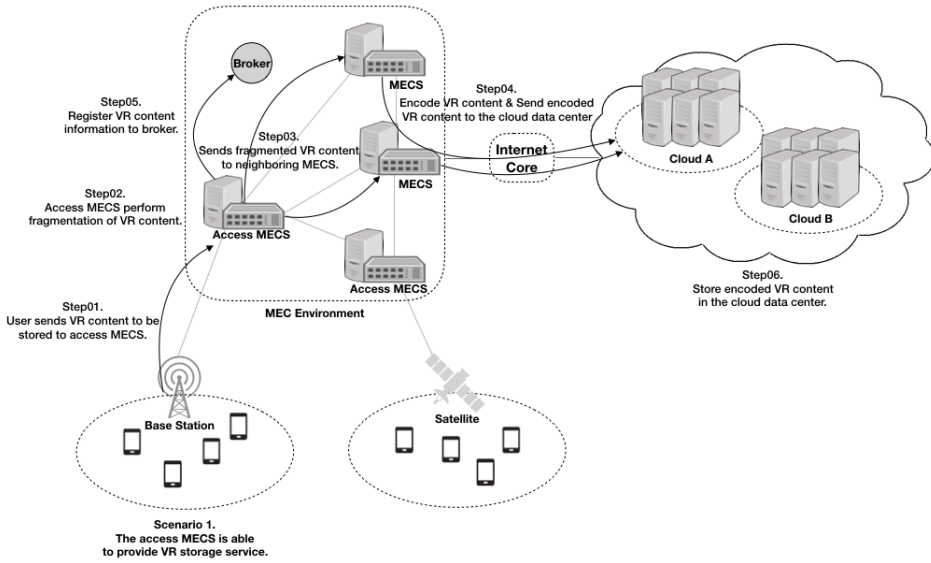 Broker
MECS
Step05.
Register VR content
information to broker.
Step04.
Encode VR content & Send encoded
VR content to the cloud data center
Step03.
Sends fragmented VR content
to neighboring MECS.
MECS
Internet
Core
Cloud A
Cloud B
Step02.
Access MECS perform
fragmentation of VR content.
Access MECS
Access MECS
Step06.
Store encoded VR content
in the cloud data center.
Step01.
User sends VR content to be
stored to access MECS.
MEC Environment
Base Station
Satellite
Scenario 1.
The access MECS is able
to provide VR storage service.